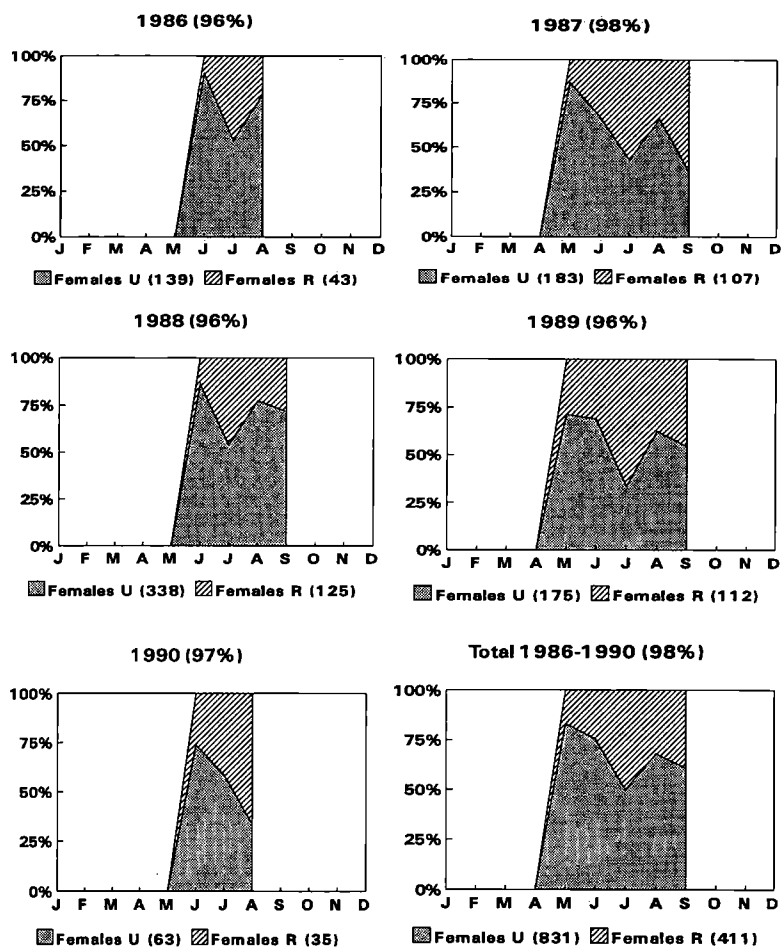 1986 (96%)
100%
75%
50%
25%
0%
J F M A M J J A S O N D
Females U (139) Females R (43)
1987 (98%)
100%
75%
50%
25%
0%
J F M A M J J A S O N D
Females U (183) Females R (107)
1988 (96%)
100%
75%
50%
25%
0%
J F M A M J J A S O N D
Females U (338) Females R (125)
1989 (96%)
100%
75%
50%
25%
0%
J F M A M J J A S O N D
Females U (175) Females R (112)
1990 (97%)
100%
75%
50%
25%
0%
J F M A M J J A S O N D
Females U (63) Females R (35)
Total 1986-1990 (98%)
100%
75%
50%
25%
0%
J F M A M J J A S O N D
Females U (831) Females R (411)